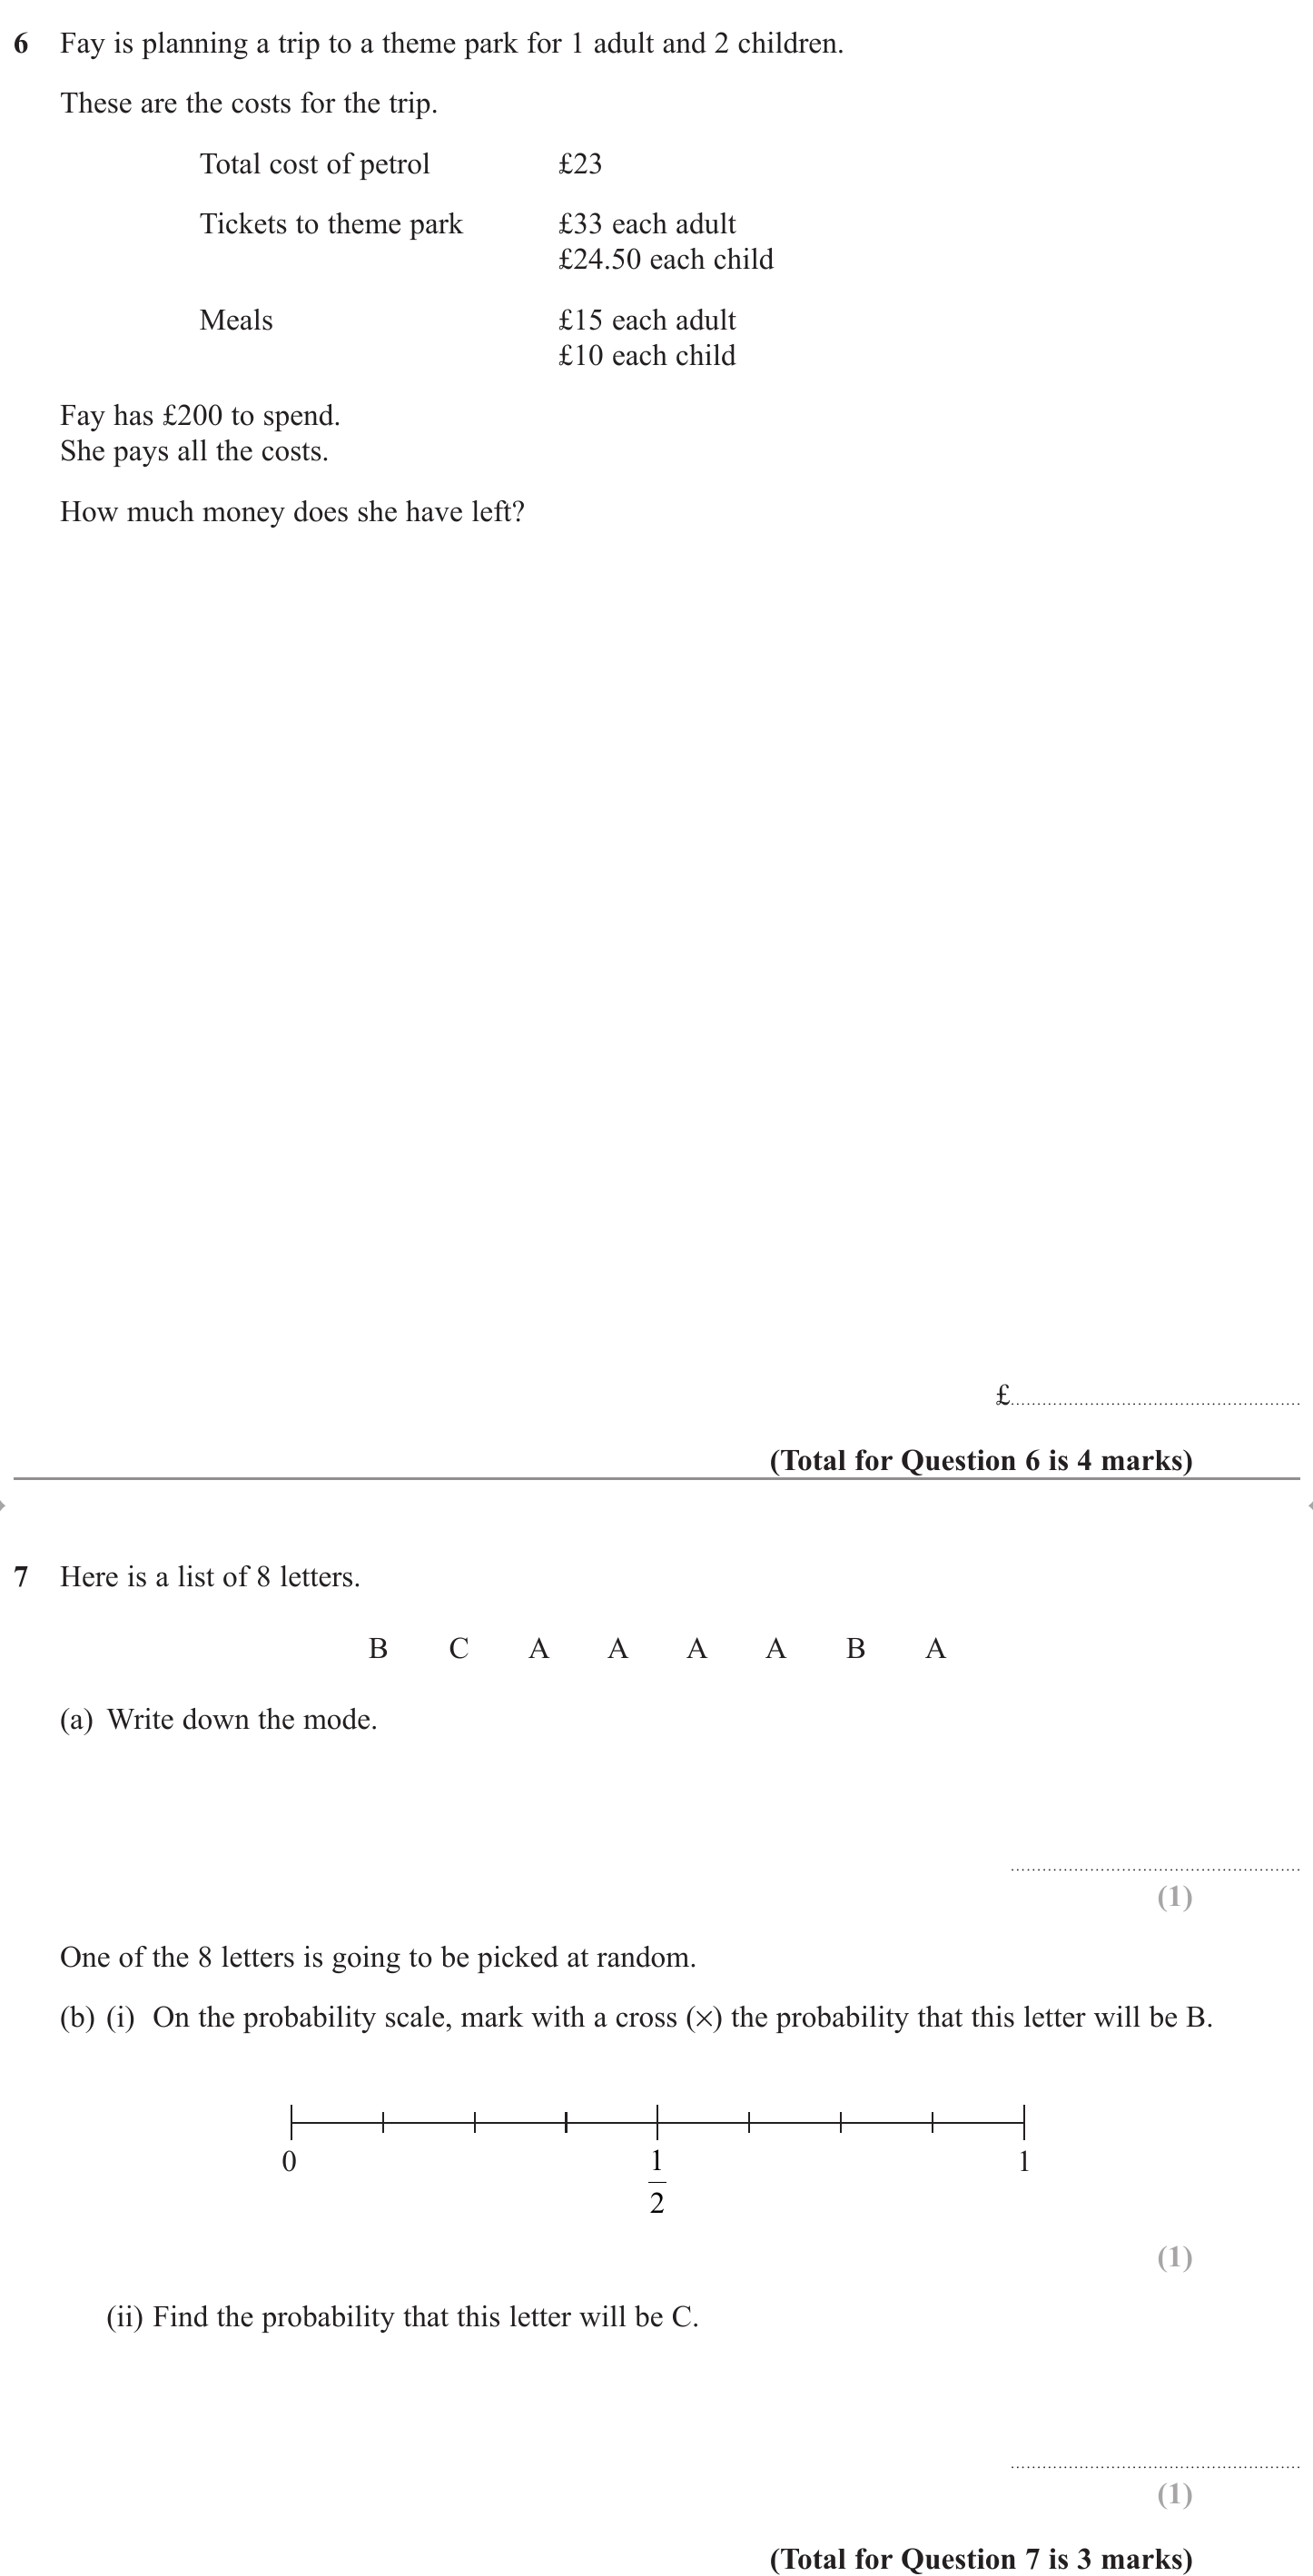 6 Fay is planning a trip to a theme park for 1 adult and 2 children.
These are the costs for the trip.
Total cost of petrol £23
Tickets to theme park £33 each adult
£24.50 each child
Meals £15 each adult
£10 each child
Fay has £200 to spend.
She pays all the costs.
How much money does she have left?
£
(Total for Question 6 is 4 marks)
7 Here is a list of 8 letters.
B C A A A A B A
(a) Write down the mode.
(1)
One of the 8 letters is going to be picked at random.
(b) (i) On the probability scale, mark with a cross (×) the probability that this letter will be B.
0 1/2 1
(1)
(ii) Find the probability that this letter will be C.
(1)
(Total for Question 7 is 3 marks)